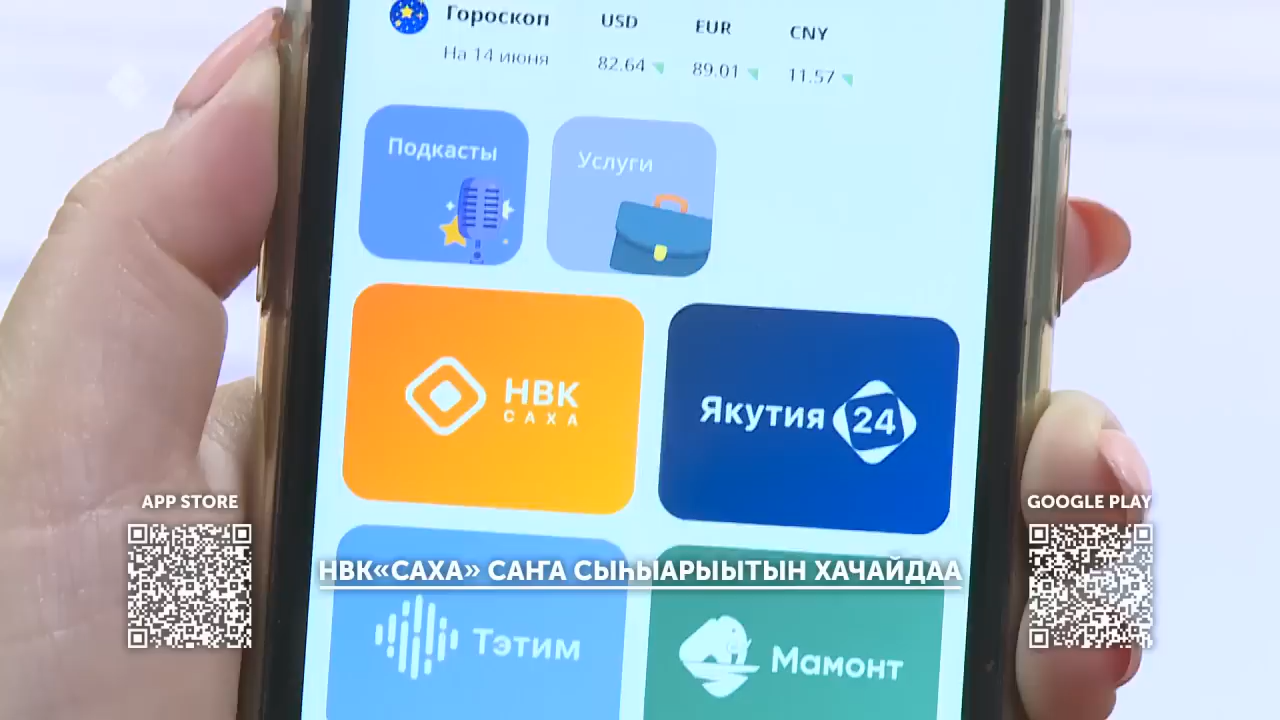 Гороскоп
На 14 июня
USD EUR CNY
82.64 89.01 11.57
Подкасты
Услуги
НВК
САХА
Якутия 24
APP STORE
GOOGLE PLAY
НВК«САХА» САҤА СЫҺЫАРЫЫТЫН ХАЧАЙДАА
Тэтим
Мамонт